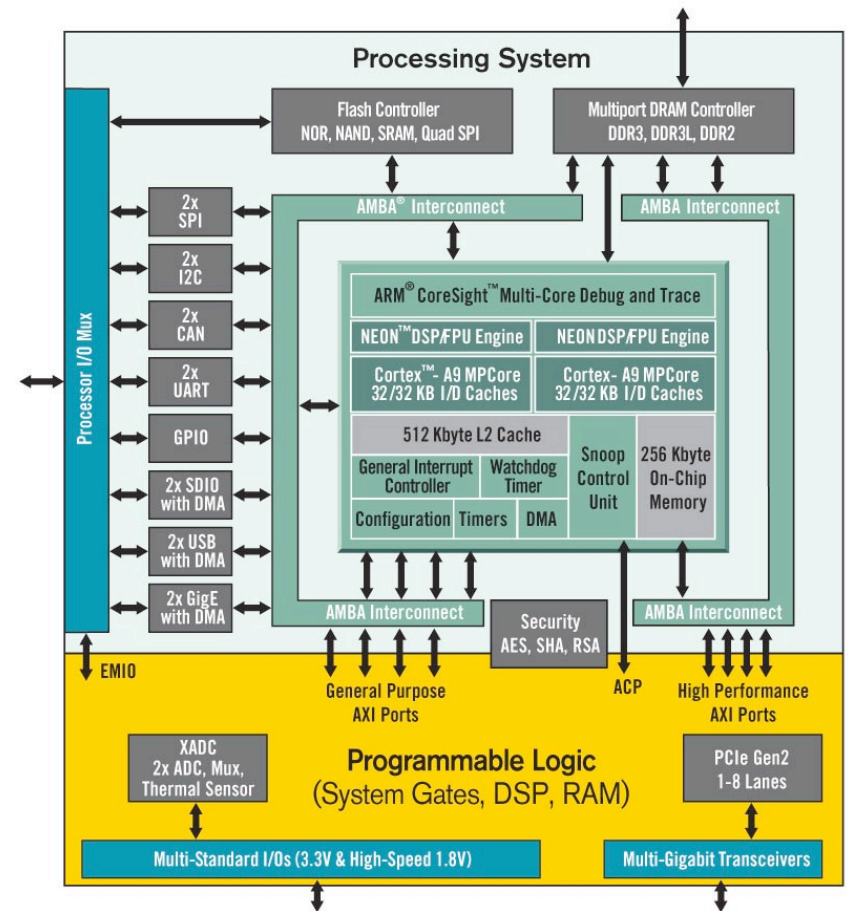 Processing System
Flash Controller
NOR, NAND, SRAM, Quad SPI
Multiport DRAM Controller
DDR3, DDR3L, DDR2
AMBA® Interconnect
AMBA Interconnect
Processor I/O Mux
2x
SPI
2x
I2C
2x
CAN
2x
UART
GPIO
2x SDIO
with DMA
2x USB
with DMA
2x GigE
with DMA
ARM® CoreSight™ Multi-Core Debug and Trace
NEON™ DSP/FPU Engine
NEON DSP/FPU Engine
Cortex™- A9 MPCore
32/32 KB I/D Caches
Cortex- A9 MPCore
32/32 KB I/D Caches
512 Kbyte L2 Cache
General Interrupt
Controller
Watchdog
Timer
Configuration
Timers
DMA
Snoop
Control
Unit
256 Kbyte
On-Chip
Memory
AMBA Interconnect
AMBA Interconnect
Security
AES, SHA, RSA
EMIO
General Purpose
AXI Ports
ACP
High Performance
AXI Ports
XADC
2x ADC, Mux,
Thermal Sensor
Programmable Logic
(System Gates, DSP, RAM)
PCIe Gen2
1-8 Lanes
Multi-Standard I/Os (3.3V & High-Speed 1.8V)
Multi-Gigabit Transceivers